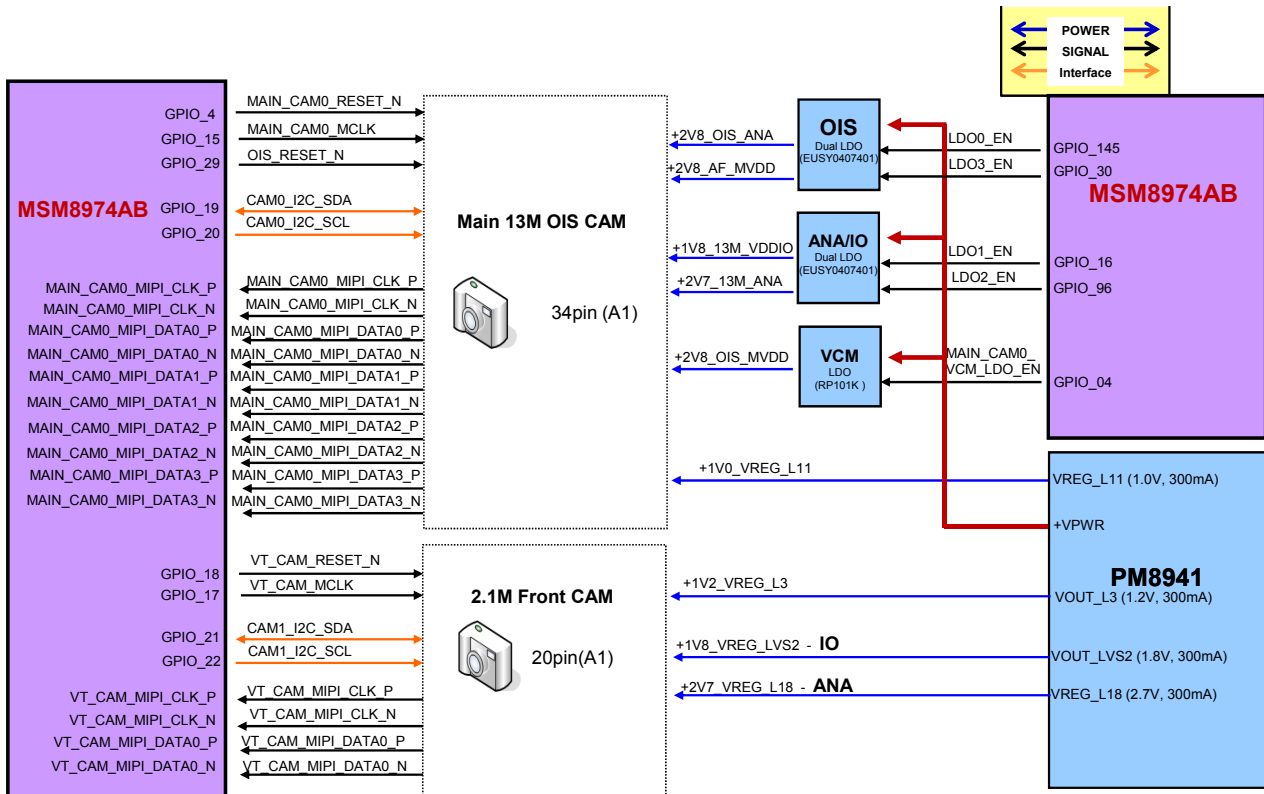 POWER
SIGNAL
Interface
MSM8974AB
GPIO_4
GPIO_15
GPIO_29
GPIO_19
GPIO_20
MAIN_CAM0_MIPI_CLK_P
MAIN_CAM0_MIPI_CLK_N
MAIN_CAM0_MIPI_DATA0_P
MAIN_CAM0_MIPI_DATA0_N
MAIN_CAM0_MIPI_DATA1_P
MAIN_CAM0_MIPI_DATA1_N
MAIN_CAM0_MIPI_DATA2_P
MAIN_CAM0_MIPI_DATA2_N
MAIN_CAM0_MIPI_DATA3_P
MAIN_CAM0_MIPI_DATA3_N
GPIO_18
GPIO_17
GPIO_21
GPIO_22
VT_CAM_MIPI_CLK_P
VT_CAM_MIPI_CLK_N
VT_CAM_MIPI_DATA0_P
VT_CAM_MIPI_DATA0_N
MAIN_CAM0_RESET_N
MAIN_CAM0_MCLK
OIS_RESET_N
CAM0_I2C_SDA
CAM0_I2C_SCL
MAIN_CAM0_MIPI_CLK_P
MAIN_CAM0_MIPI_CLK_N
MAIN_CAM0_MIPI_DATA0_P
MAIN_CAM0_MIPI_DATA0_N
MAIN_CAM0_MIPI_DATA1_P
MAIN_CAM0_MIPI_DATA1_N
MAIN_CAM0_MIPI_DATA2_P
MAIN_CAM0_MIPI_DATA2_N
MAIN_CAM0_MIPI_DATA3_P
MAIN_CAM0_MIPI_DATA3_N
VT_CAM_RESET_N
VT_CAM_MCLK
CAM1_I2C_SDA
CAM1_I2C_SCL
VT_CAM_MIPI_CLK_P
VT_CAM_MIPI_CLK_N
VT_CAM_MIPI_DATA0_P
VT_CAM_MIPI_DATA0_N
Main 13M OIS CAM
34pin (A1)
2.1M Front CAM
20pin(A1)
+2V8_OIS_ANA
+2V8_AF_MVDD
+1V8_13M_VDDIO
+2V7_13M_ANA
+2V8_OIS_MVDD
+1V0_VREG_L11
+1V2_VREG_L3
+1V8_VREG_LVS2 - IO
+2V7_VREG_L18 - ANA
OIS
Dual LDO
(EUSY0407401)
ANA/IO
Dual LDO
(EUSY0407401)
VCM
LDO
(RP101K )
LDO0_EN
LDO3_EN
LDO1_EN
LDO2_EN
MAIN_CAM0_
VCM_LDO_EN
GPIO_145
GPIO_30
MSM8974AB
GPIO_16
GPIO_96
GPIO_04
VREG_L11 (1.0V, 300mA)
+VPWR
PM8941
VOUT_L3 (1.2V, 300mA)
VOUT_LVS2 (1.8V, 300mA)
VREG_L18 (2.7V, 300mA)